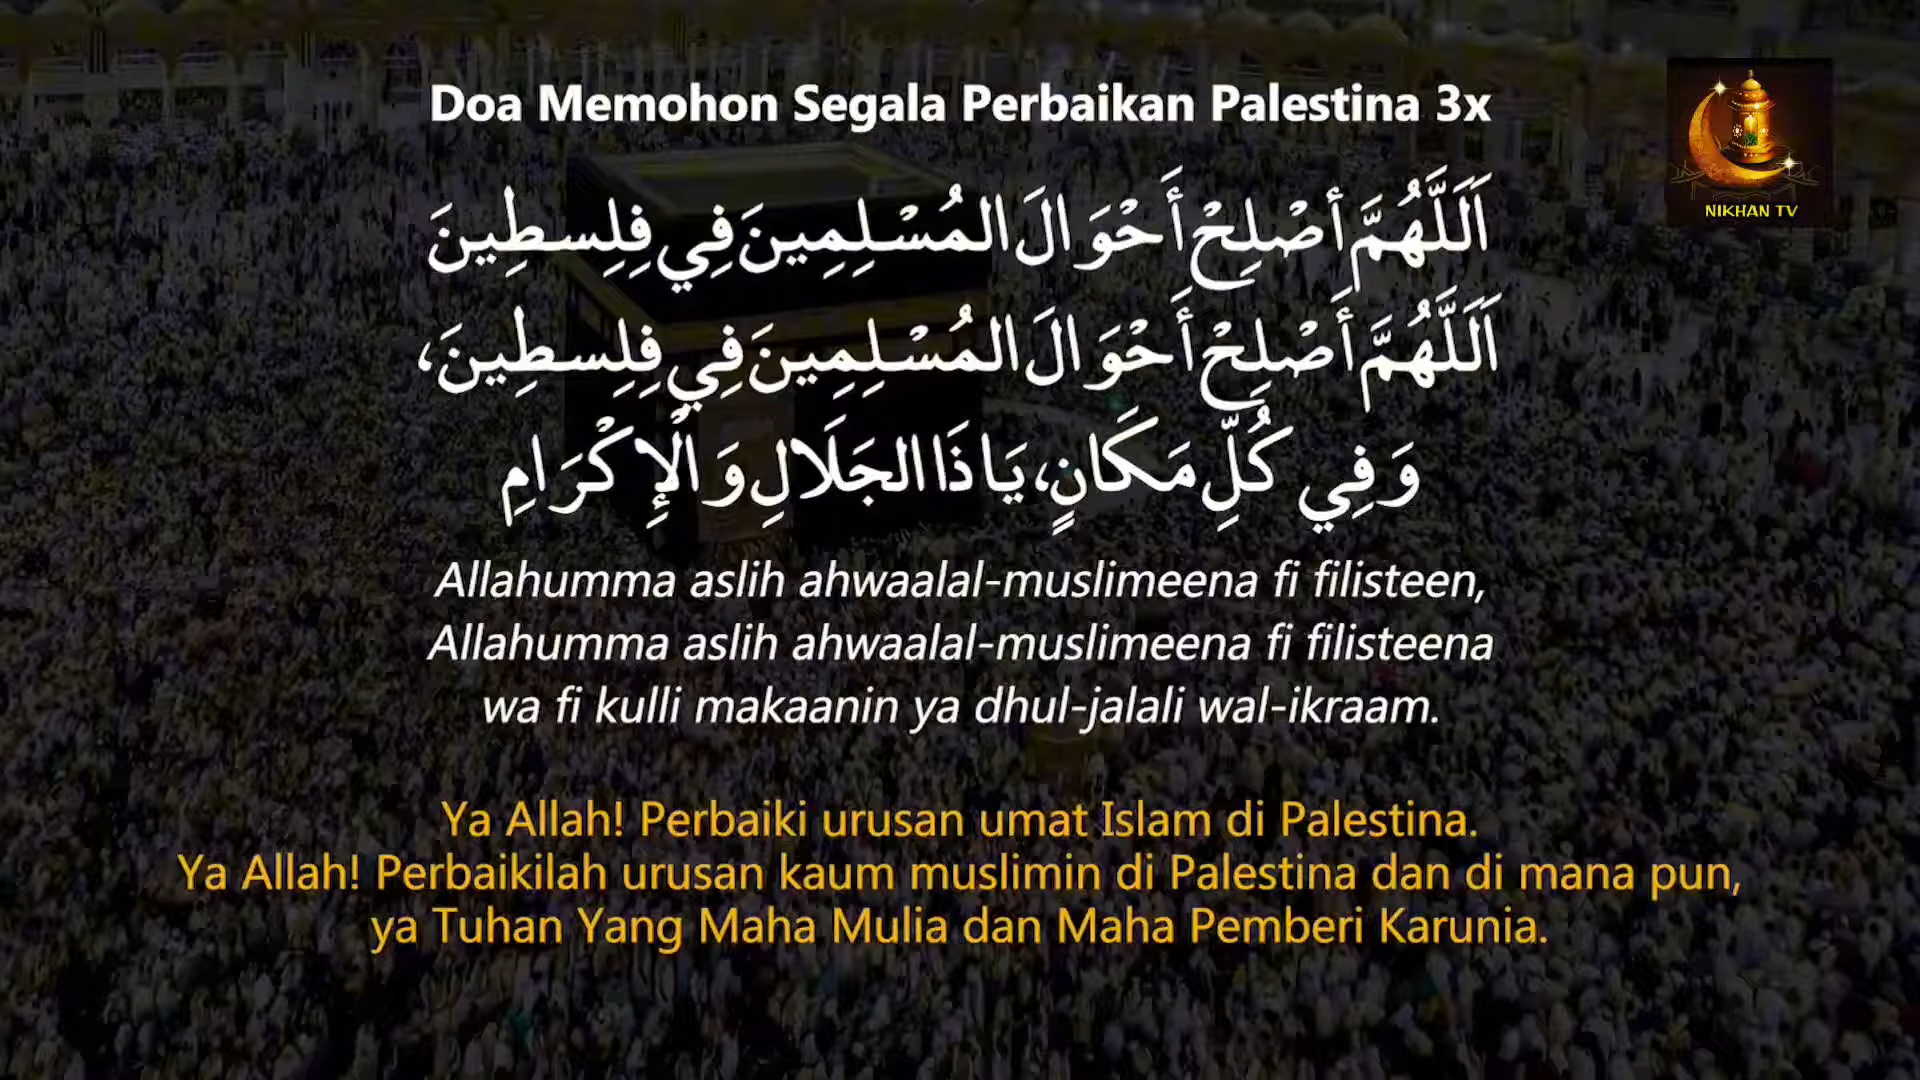 Doa Memohon Segala Perbaikan Palestina 3x
NIKHAN TV
اَللَّهُمَّ أصْلِحْ أَحْوَالَ المُسْلِمِينَ فِي فِلِسطِينَ
اَللَّهُمَّ أَصْلِحْ أَحْوَالَ المُسْلِمِينَ فِي فِلِسطِينَ،
وَفِي كُلِّ مَكَانٍ، يَا ذَا الجَلَالِ وَالْإِكْرَامِ
Allahumma aslih ahwaalal-muslimeena fi filisteen,
Allahumma aslih ahwaalal-muslimeena fi filisteena
wa fi kulli makaanin ya dhul-jalali wal-ikraam.
Ya Allah! Perbaiki urusan umat Islam di Palestina.
Ya Allah! Perbaikilah urusan kaum muslimin di Palestina dan di mana pun,
ya Tuhan Yang Maha Mulia dan Maha Pemberi Karunia.